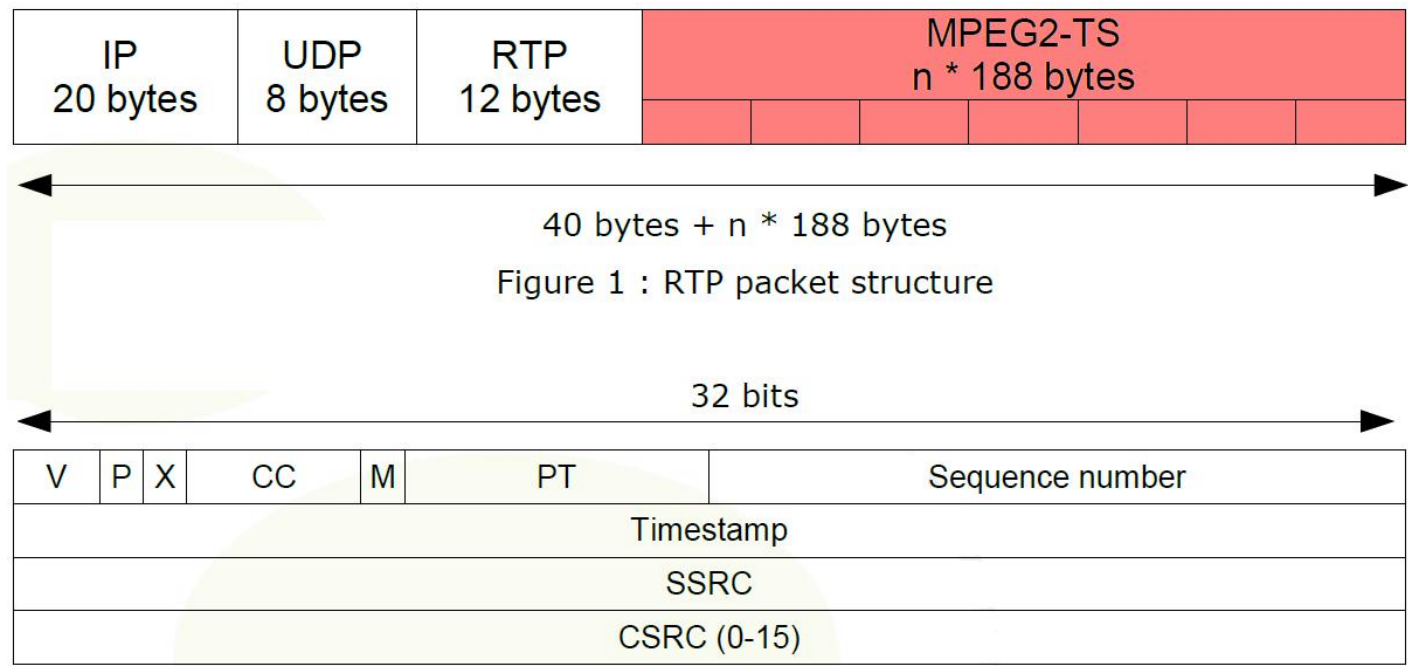 IP
20 bytes
UDP
8 bytes
RTP
12 bytes
MPEG2-TS
n * 188 bytes
40 bytes + n * 188 bytes
Figure 1 : RTP packet structure
32 bits
V P X CC M PT Sequence number
Timestamp
SSRC
CSRC (0-15)